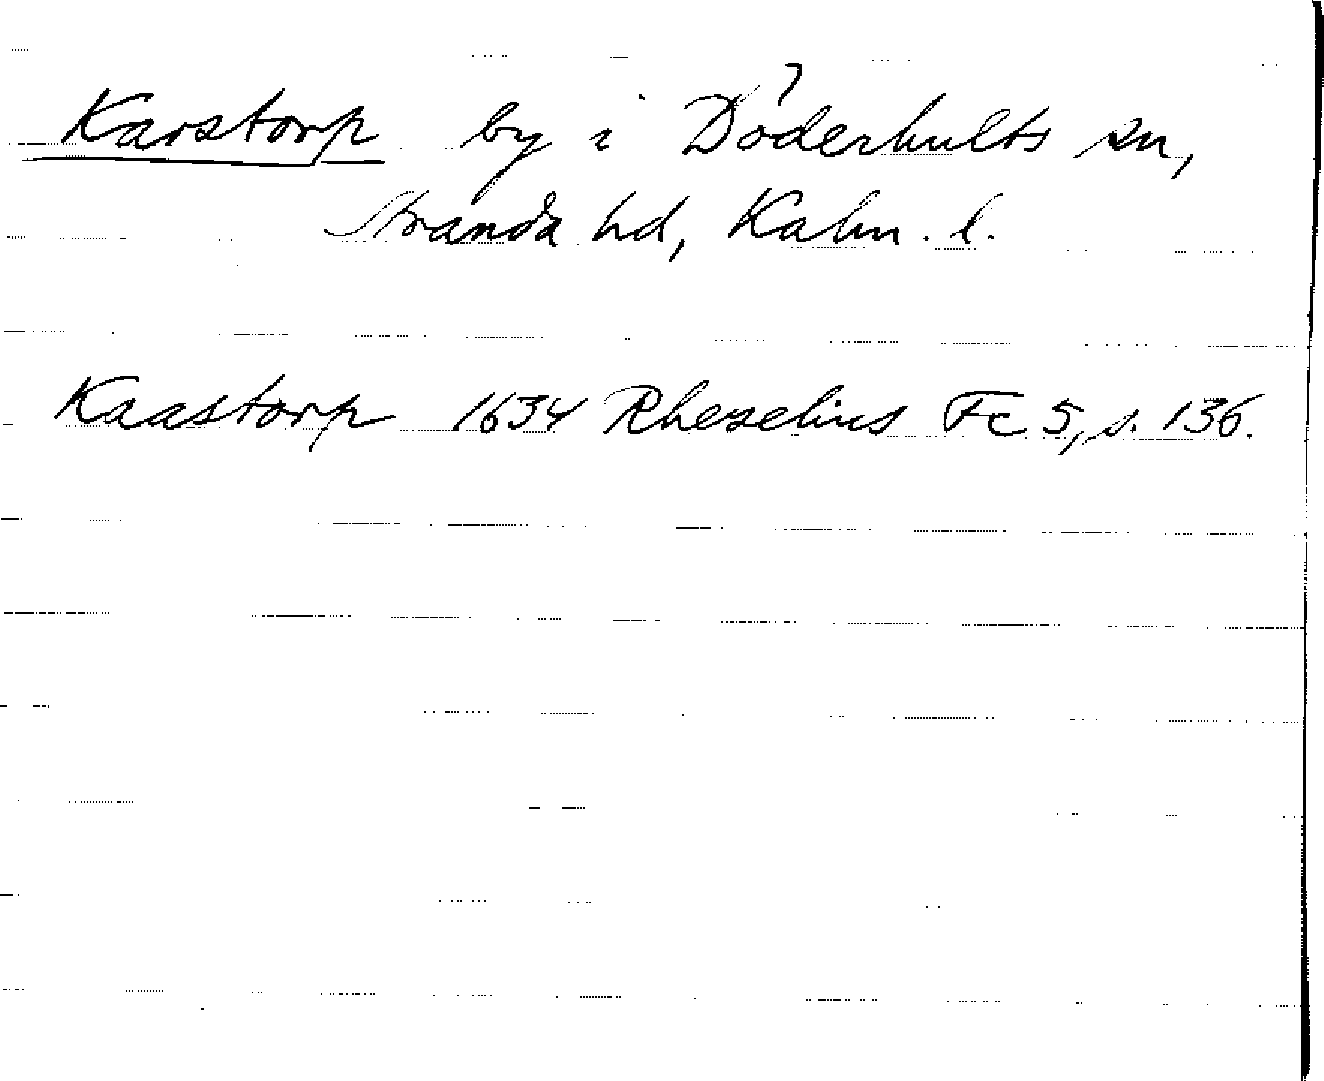 Karstorp by i Döderhults sn,
Stranda hd, Kalm. l.
Kaastorp 1634 Rhezelius Fc 5, s. 136.